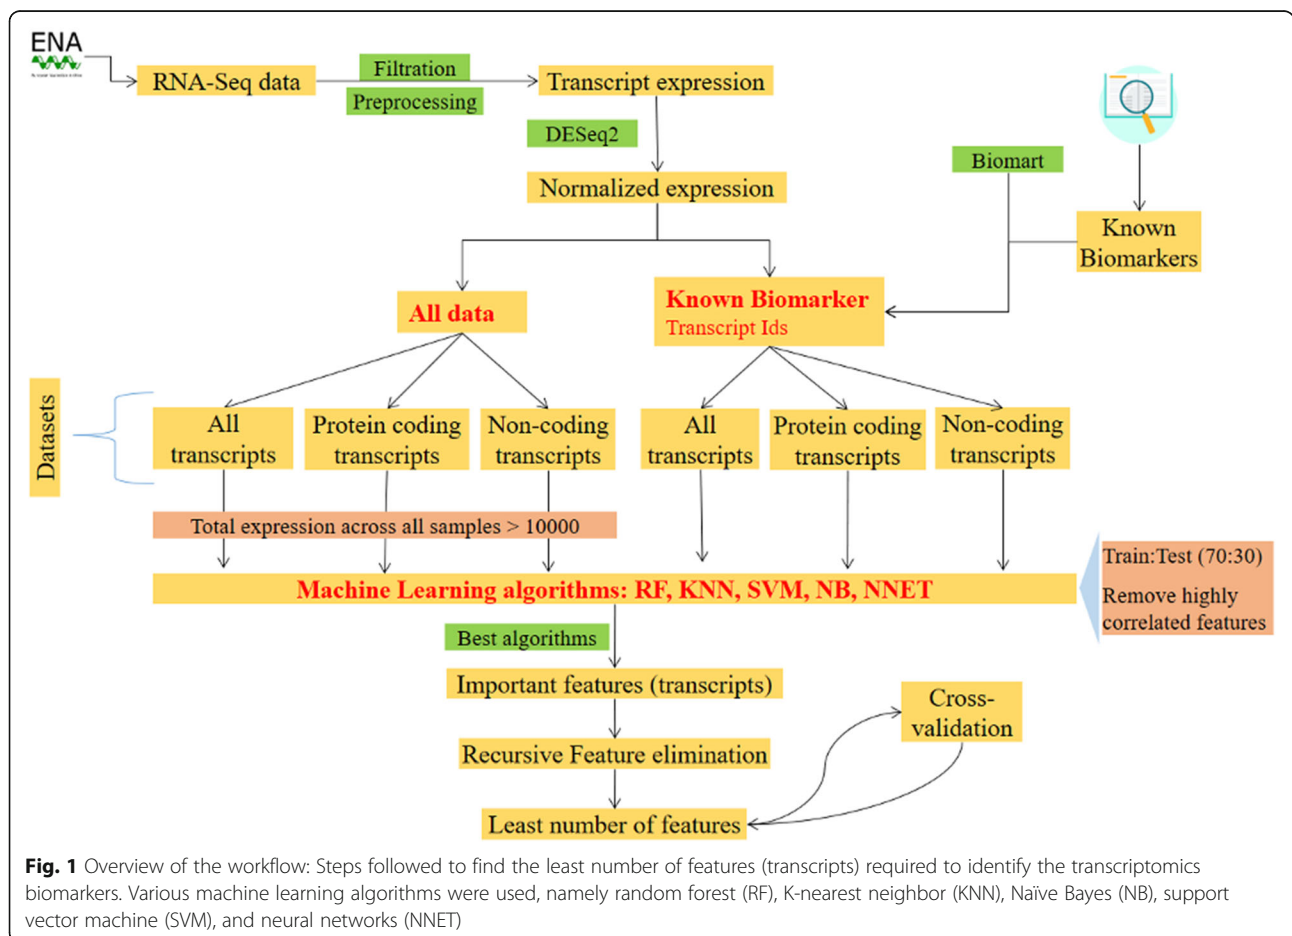 ENA
RNA-Seq data
Filtration
Preprocessing
Transcript expression
DESeq2
Normalized expression
Biomart
Known
Biomarkers
All data
Known Biomarker
Transcript Ids
Datasets
All
transcripts
Protein coding
transcripts
Non-coding
transcripts
All
transcripts
Protein coding
transcripts
Non-coding
transcripts
Total expression across all samples > 10000
Machine Learning algorithms: RF, KNN, SVM, NB, NNET
Train:Test (70:30)
Remove highly
correlated features
Best algorithms
Important features (transcripts)
Recursive Feature elimination
Least number of features
Cross-
validation
Fig. 1 Overview of the workflow: Steps followed to find the least number of features (transcripts) required to identify the transcriptomics
biomarkers. Various machine learning algorithms were used, namely random forest (RF), K-nearest neighbor (KNN), Naïve Bayes (NB), support
vector machine (SVM), and neural networks (NNET)